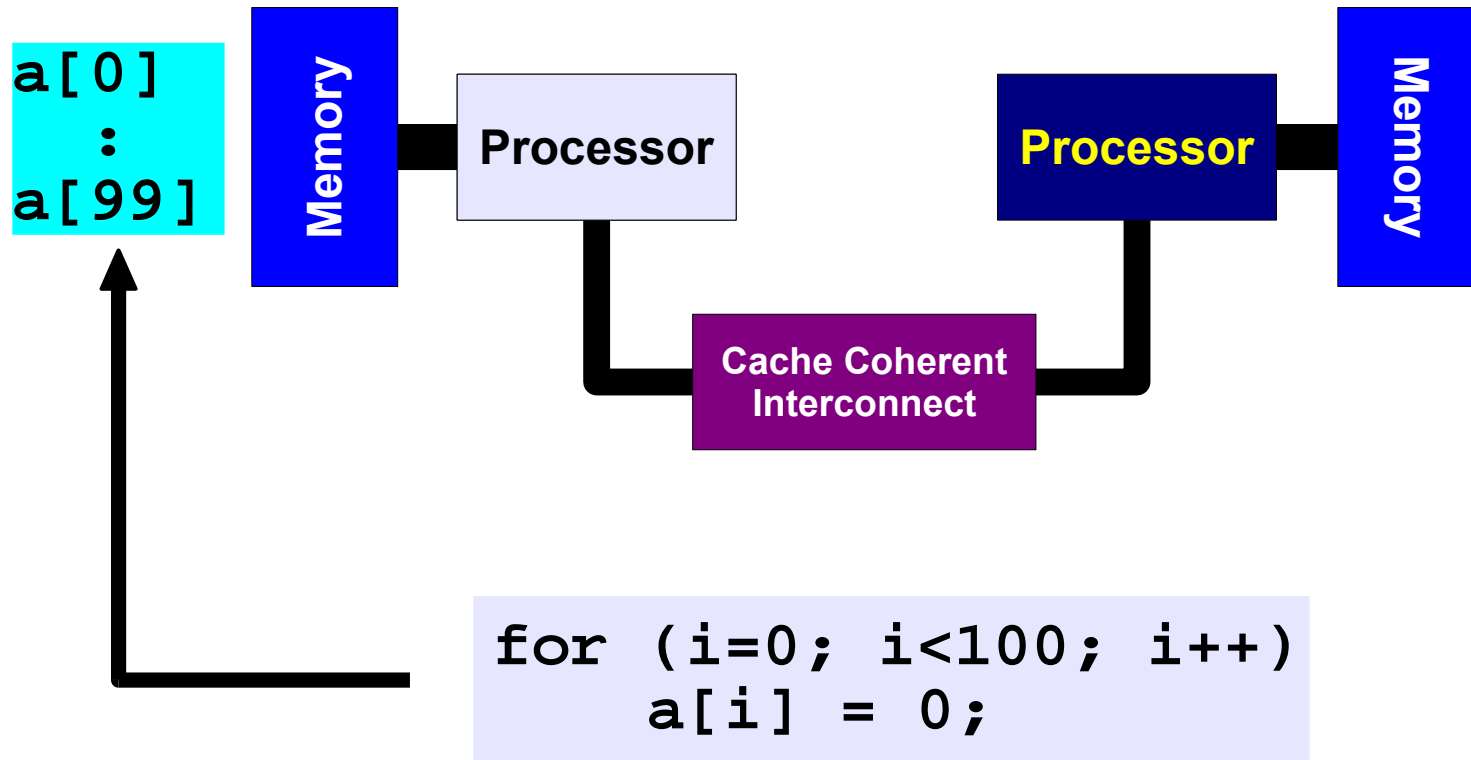 a[0]
:
a[99]
Memory
Processor
Processor
Memory
Cache Coherent
Interconnect
for (i=0; i<100; i++)
a[i] = 0;